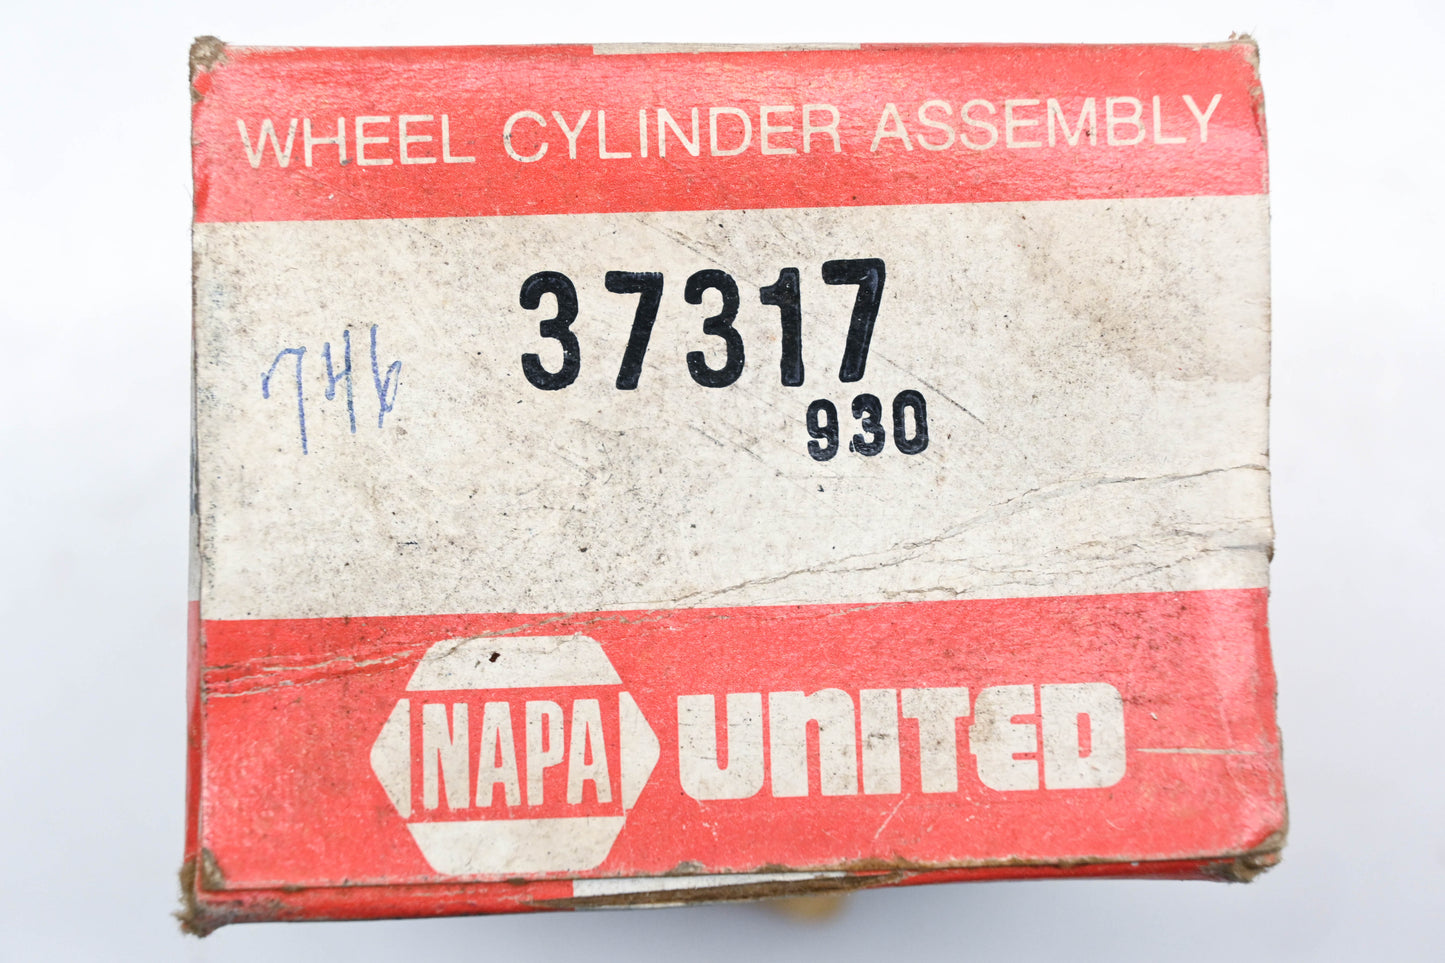 WHEEL CYLINDER ASSEMBLY
37317
746
930
NAPA UNITED